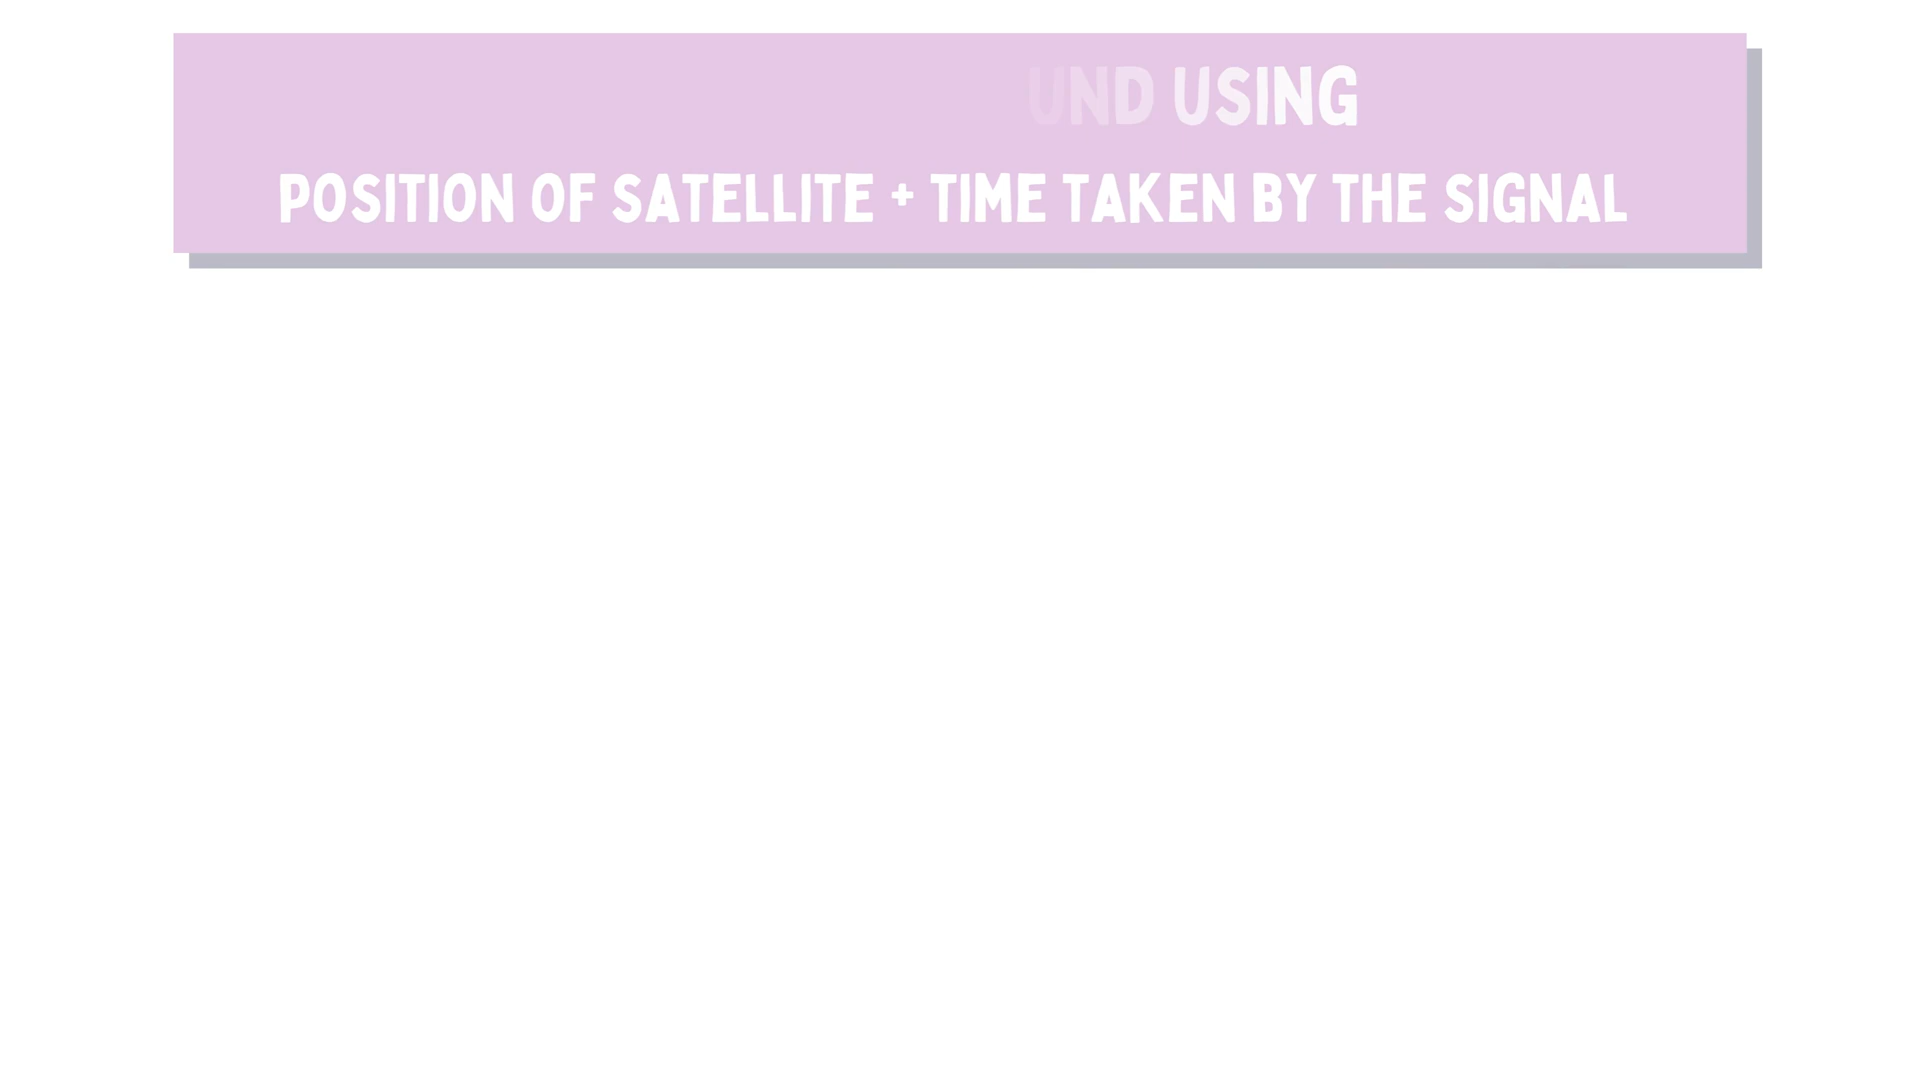 UND USING
POSITION OF SATELLITE + TIME TAKEN BY THE SIGNAL